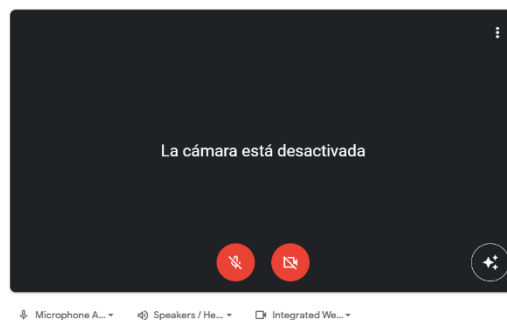 La cámara está desactivada
Microphone A... Speakers / He... Integrated We...